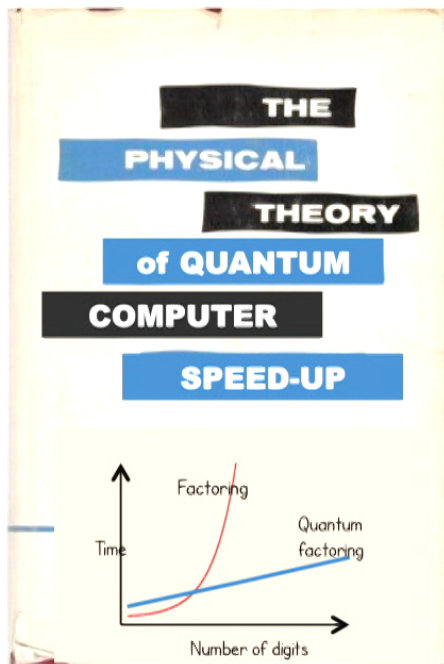 THE
PHYSICAL
THEORY
of QUANTUM
COMPUTER
SPEED-UP
Factoring
Quantum
factoring
Time
Number of digits